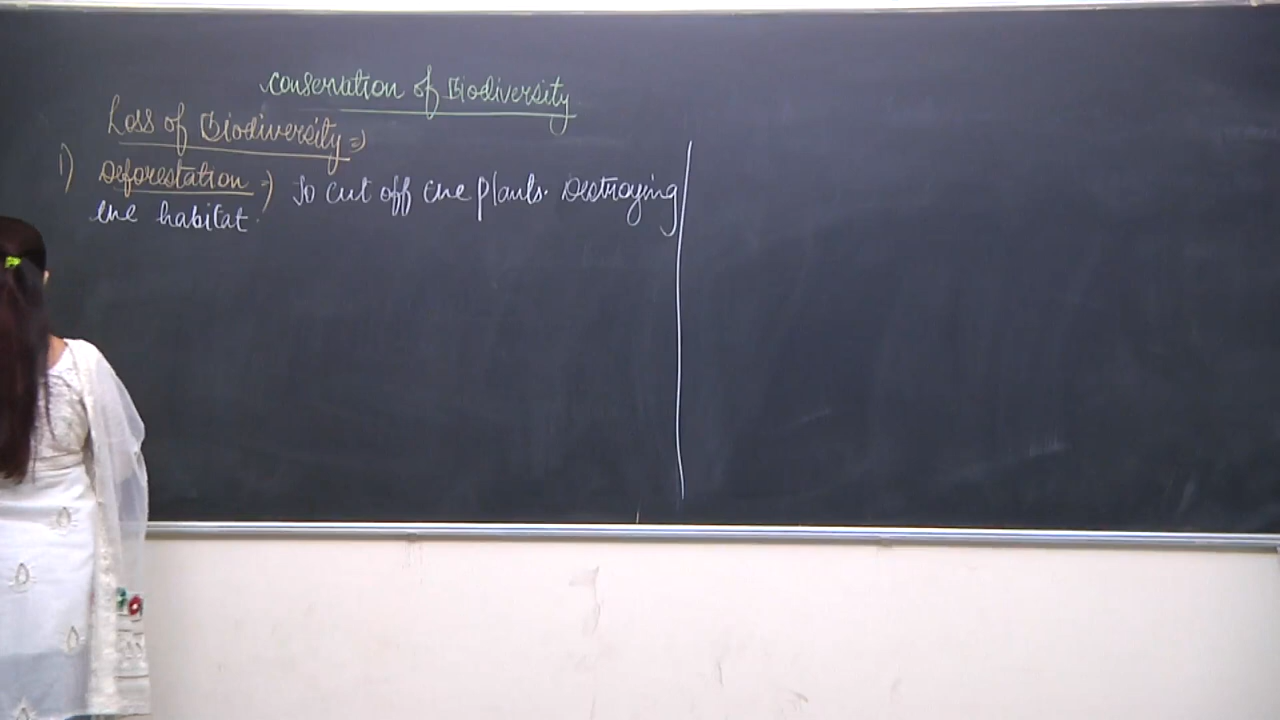 Conservation of Biodiversity
Loss of Biodiversity ⇒
1) Deforestation ⇒ To cut off the plants. Destroying
the habitat.